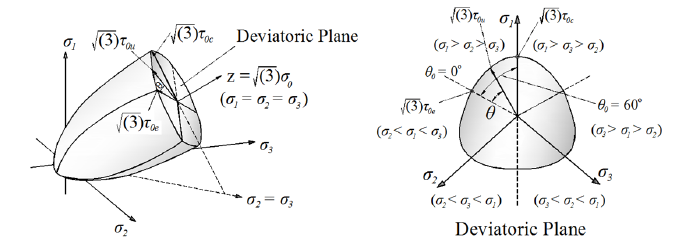 σ1
√(3)τ0u
√(3)τ0c
Deviatoric Plane
z = √(3)σ0
(σ1 = σ2 = σ3)
√(3)τ0e
σ3
σ2 = σ3
σ2
√(3)τ0u
σ1
√(3)τ0c
(σ1 > σ2 > σ3)
(σ1 > σ3 > σ2)
θ0 = 0°
√(3)τ0e
θ
θ0 = 60°
(σ2 < σ1 < σ3)
(σ3 > σ1 > σ2)
σ2
σ3
(σ2 < σ3 < σ1)
(σ3 < σ2 < σ1)
Deviatoric Plane